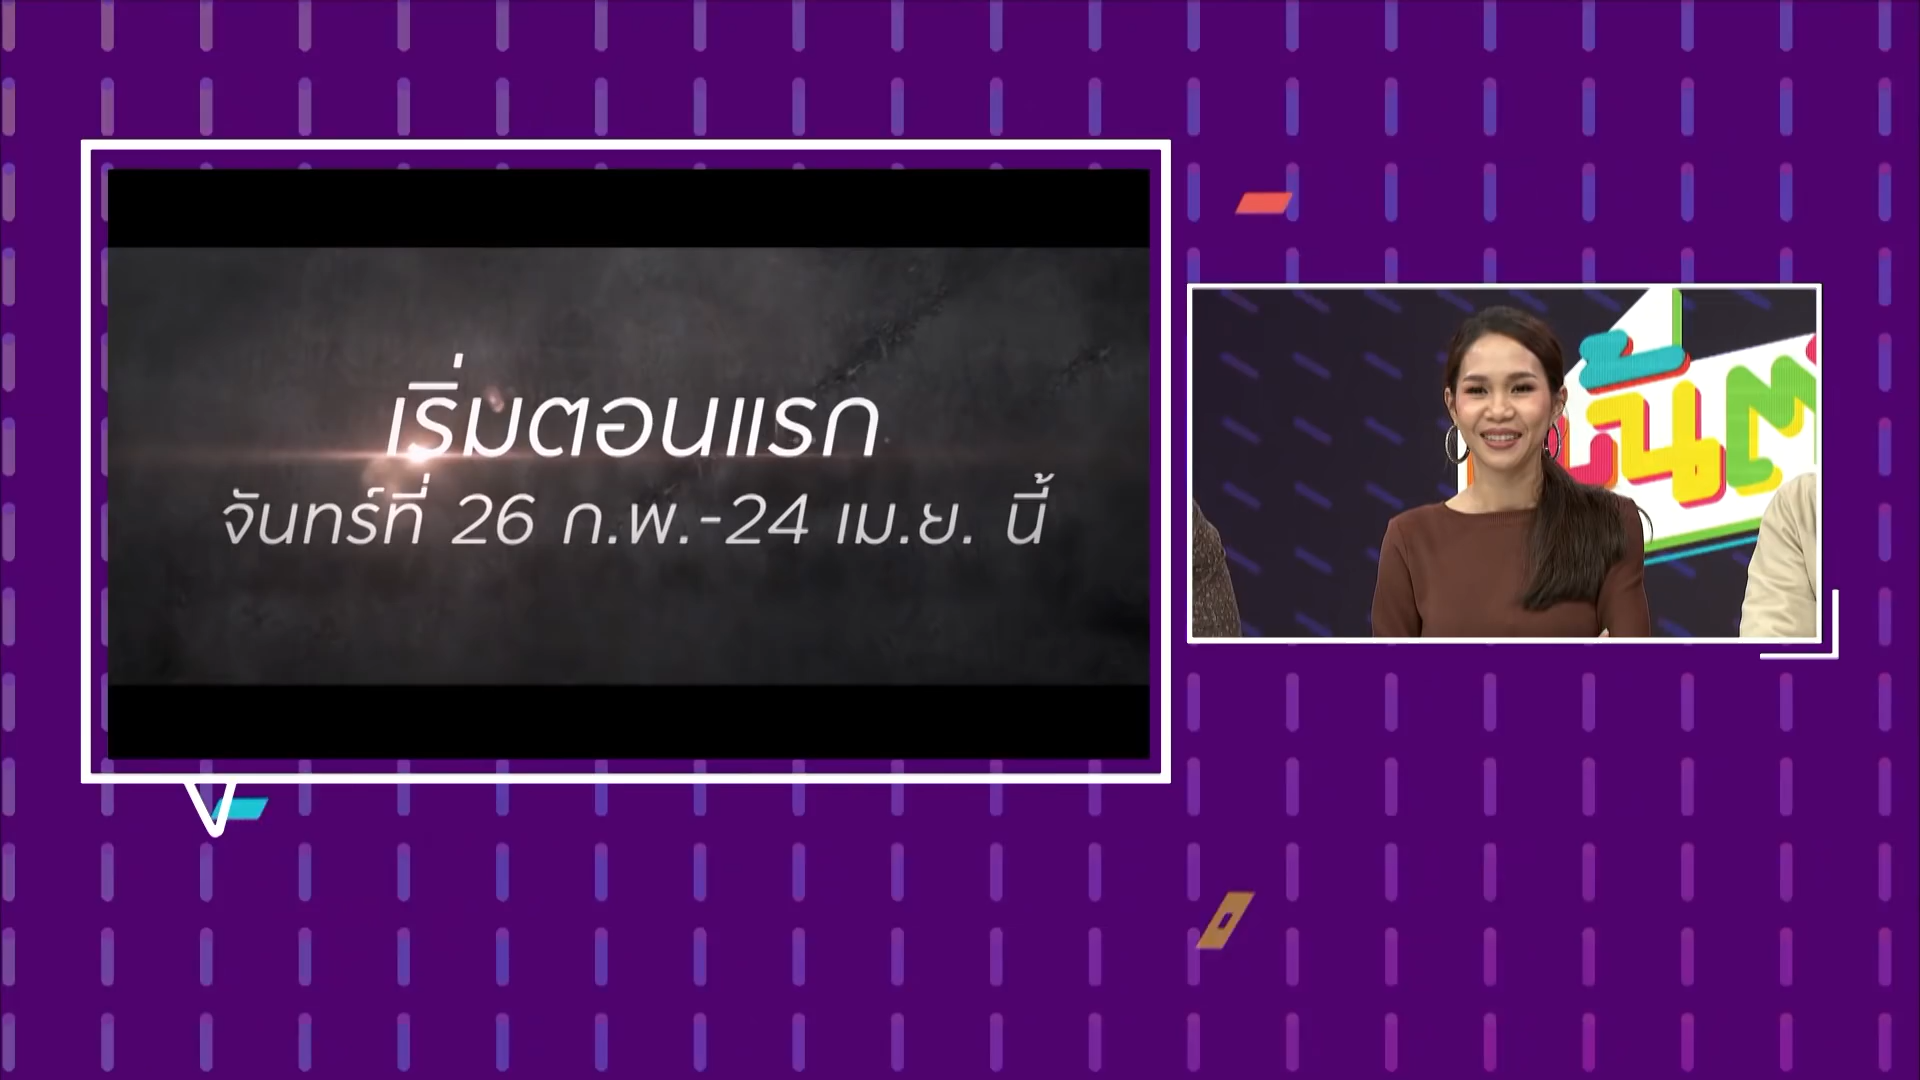 เริ่มตอนแรก
จันทร์ที่ 26 ก.พ.-24 เม.ย. นี้